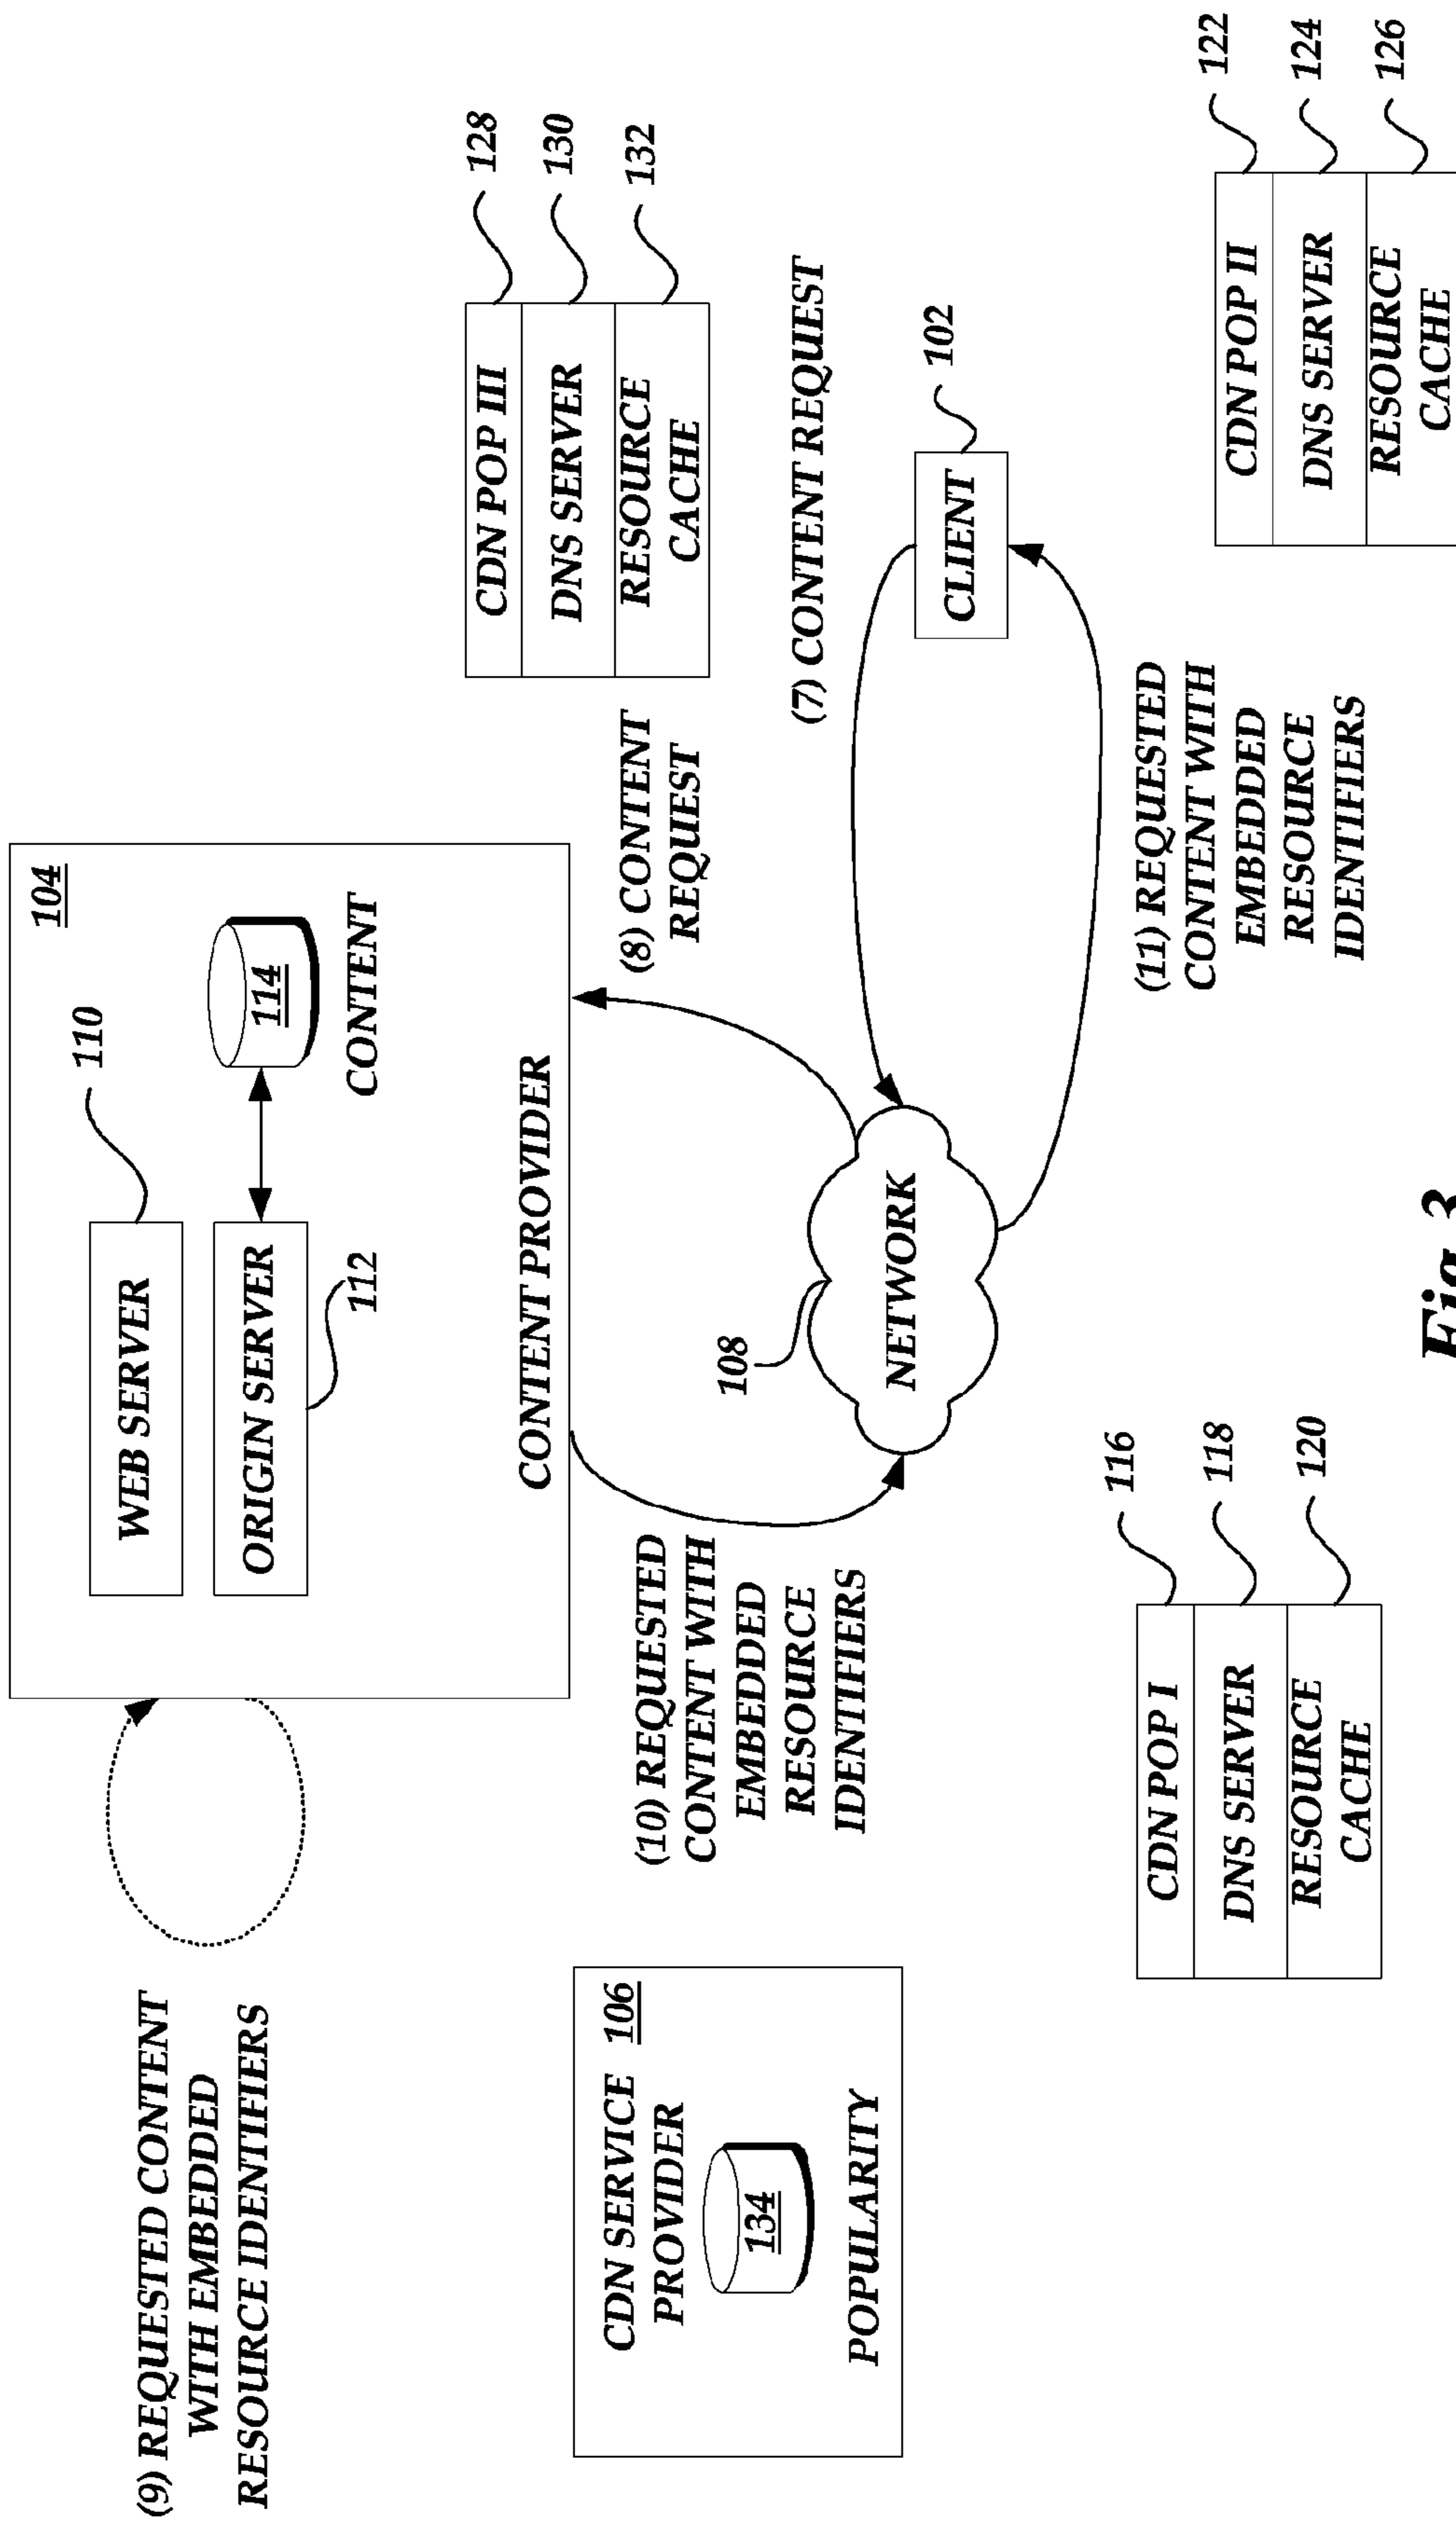 104
WEB SERVER
110
ORIGIN SERVER
112
114
CONTENT
CONTENT PROVIDER
(9) REQUESTED CONTENT
WITH EMBEDDED
RESOURCE IDENTIFIERS
CDN SERVICE
PROVIDER
106
134
POPULARITY
(10) REQUESTED
CONTENT WITH
EMBEDDED
RESOURCE
IDENTIFIERS
(8) CONTENT
REQUEST
CDN POP III
DNS SERVER
RESOURCE
CACHE
128
130
132
108
NETWORK
(7) CONTENT REQUEST
CLIENT
102
(11) REQUESTED
CONTENT WITH
EMBEDDED
RESOURCE
IDENTIFIERS
CDN POP I
DNS SERVER
RESOURCE
CACHE
116
118
120
CDN POP II
DNS SERVER
RESOURCE
CACHE
122
124
126
Fig. 3